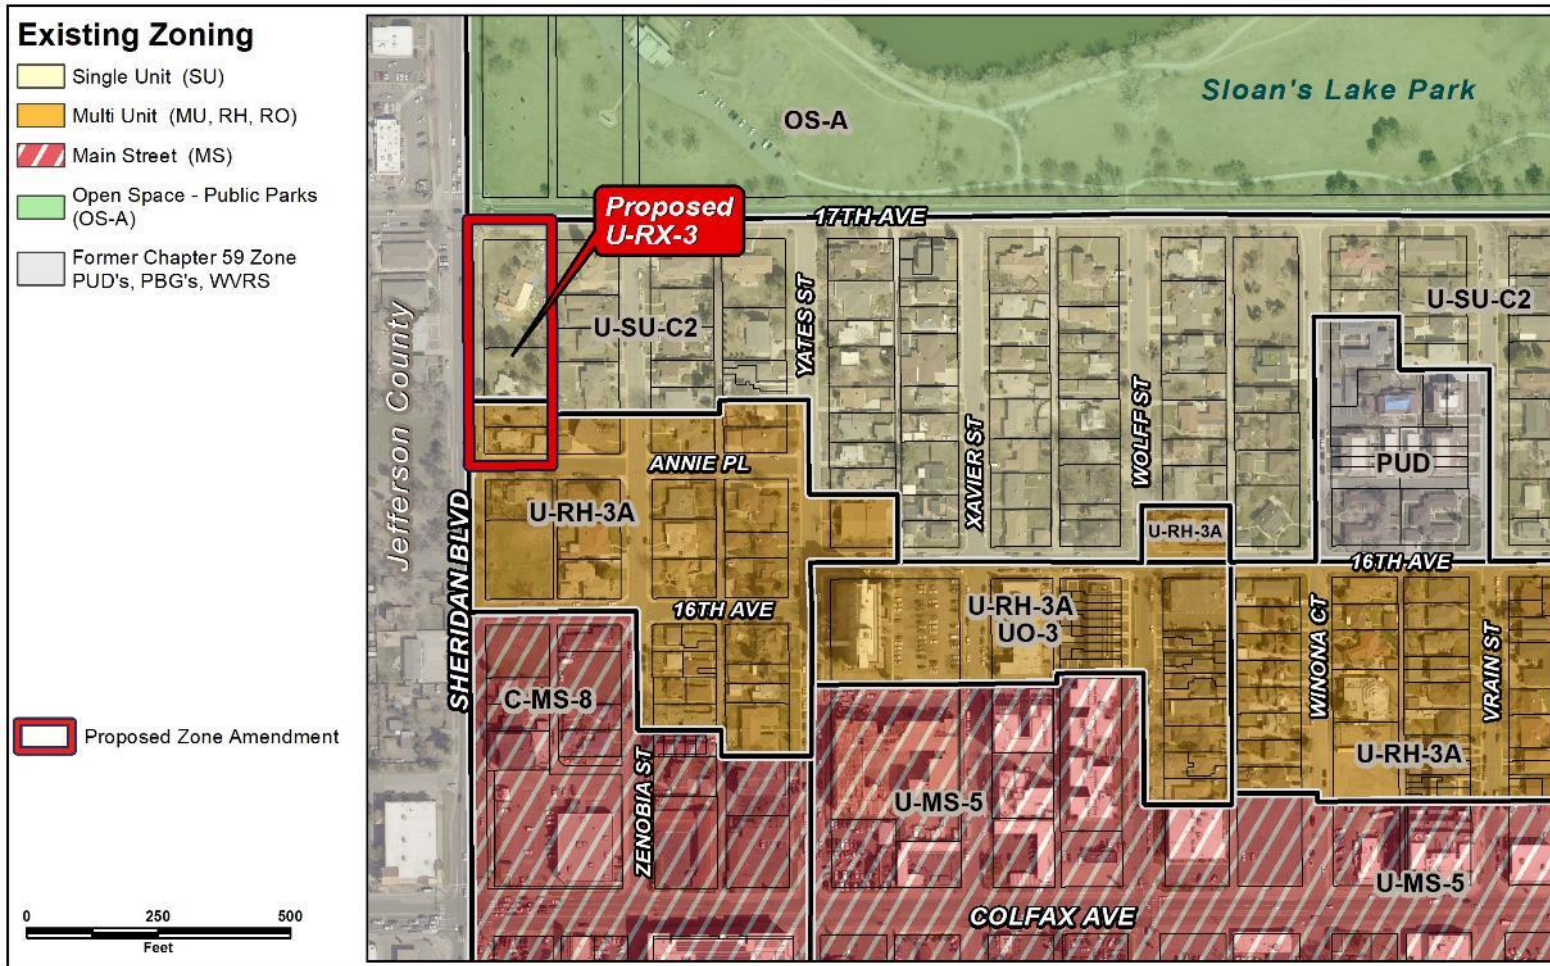 Existing Zoning
Single Unit (SU)
Multi Unit (MU, RH, RO)
Main Street (MS)
Open Space - Public Parks
(OS-A)
Former Chapter 59 Zone
PUD's, PBG's, WVRS
Proposed Zone Amendment
0 250 500
Feet
Sloan's Lake Park
OS-A
Proposed
U-RX-3
17TH AVE
U-SU-C2
YATES ST
U-SU-C2
Jefferson County
XAVIER ST
WOLFF ST
ANNIE PL
PUD
SHERIDAN BLVD
U-RH-3A
U-RH-3A
16TH AVE
16TH AVE
U-RH-3A
UO-3
WINONA CT
VRAIN ST
C-MS-8
ZENOBIA ST
U-RH-3A
U-MS-5
U-MS-5
COLFAX AVE